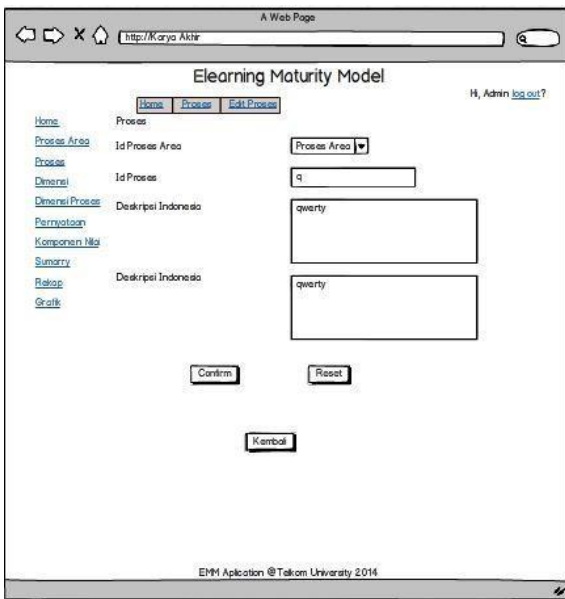 A Web Page
http://Karya Akhir
Elearning Maturity Model
Hi, Admin log out?
Home Proses Edit Proses
Home
Proses Area
Proses
Dimensi
Dimensi Proses
Pernyataan
Komponen Nilai
Sumarry
Rekap
Grafik
Proses
Id Proses Area
Proses Area
Id Proses
q
Deskripsi Indonesia
qwerty
Deskripsi Indonesia
qwerty
Confirm
Reset
Kembali
EMM Aplication @Telkom University 2014